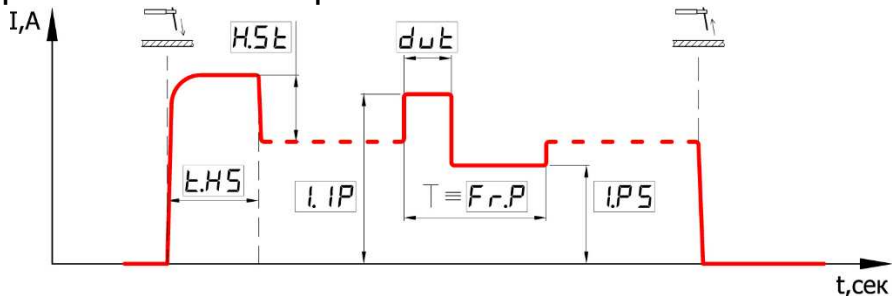 I,A
H.St
dut
t.HS
I.IP
T ≡ Fr.P
I.PS
t,сек